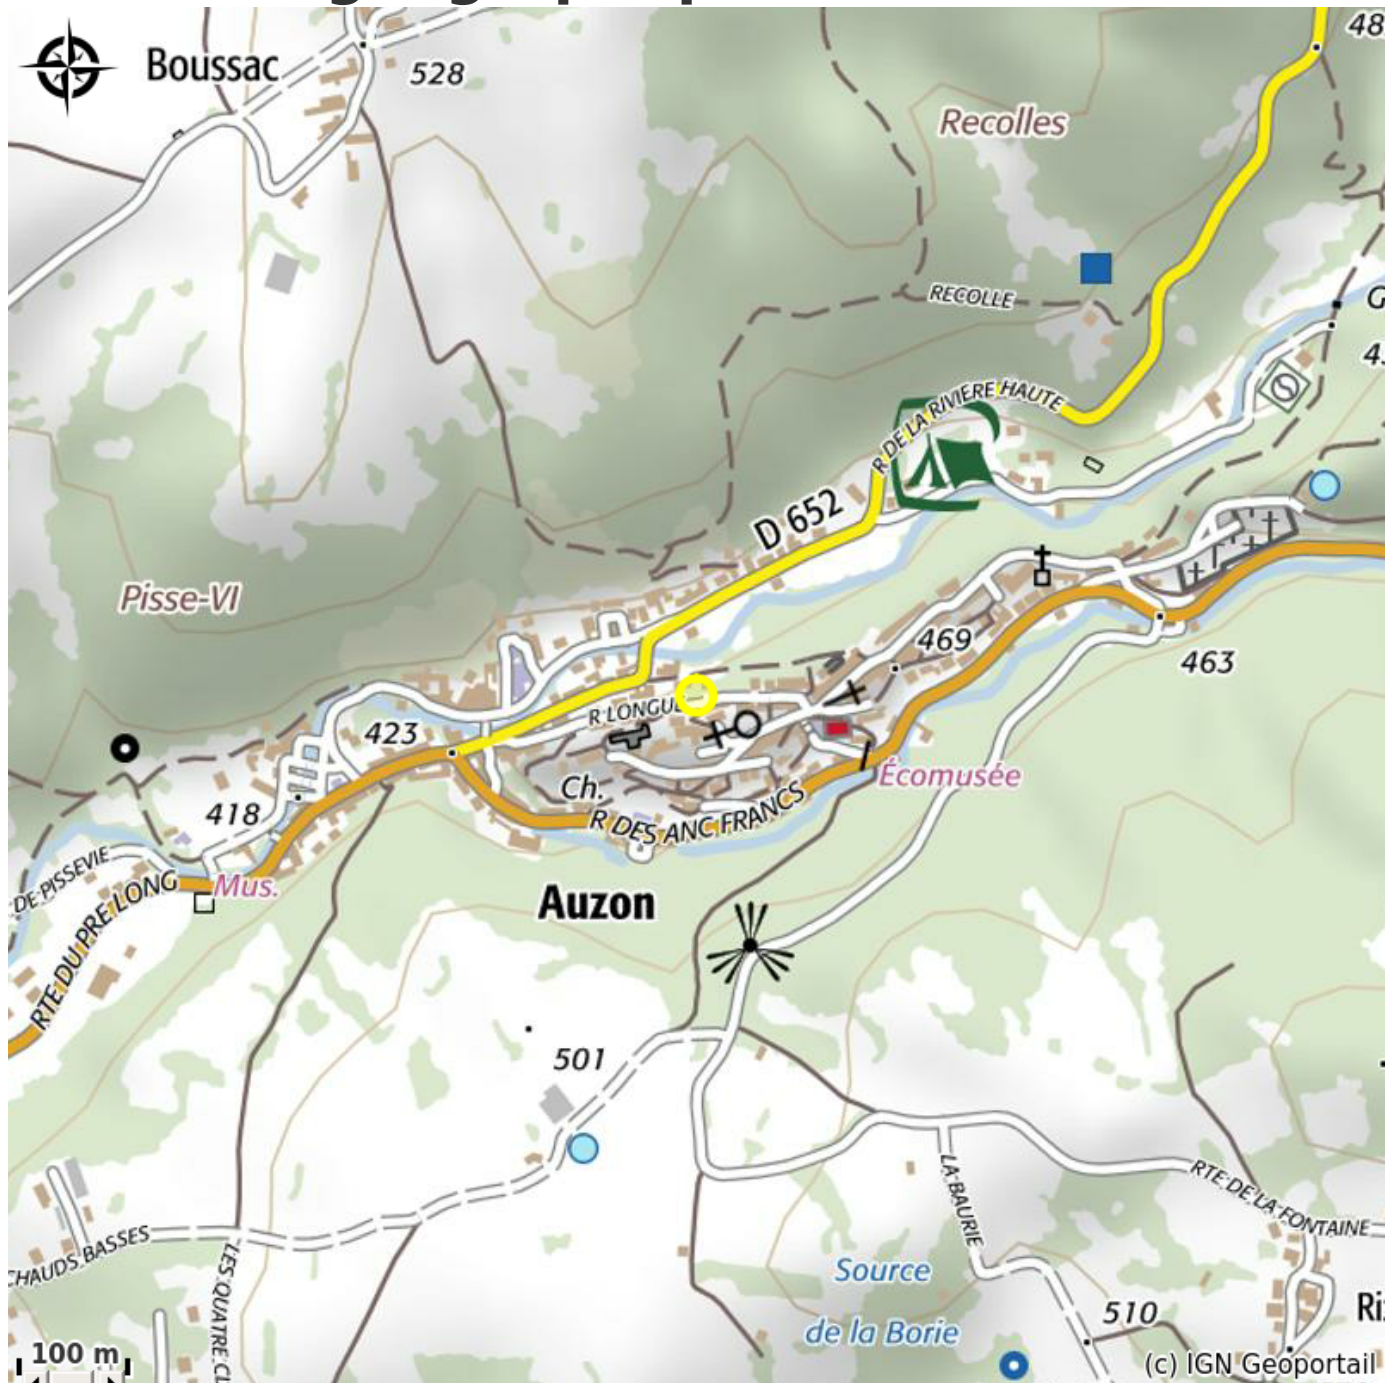 Boussac
528
48
Recolles
RECOLLE
G
R DE LA RIVIÈRE HAUTE
D 652
Pisse-VI
469
463
R LONGUE
423
Ch.
Écomusée
418
R DES ANC FRANCS
DE PISSEVIE
Mus.
RTE DU PRE LONG
Auzon
501
RTE DE LA FONTAINE
LA BAURIE
CHAUDS BASSES
LES QUATRE
Source
de la Borie
510
100 m
(c) IGN Geoportail